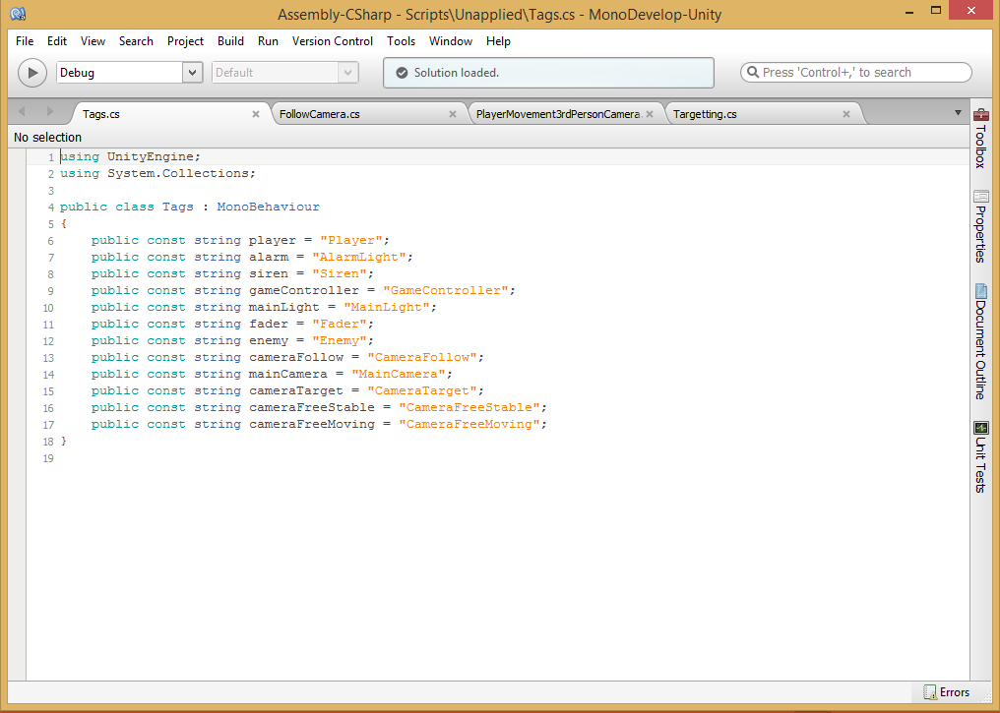 Assembly-CSharp - Scripts\Unapplied\Tags.cs - MonoDevelop-Unity
File Edit View Search Project Build Run Version Control Tools Window Help
Debug Default Solution loaded. Press 'Control+,' to search
Tags.cs FollowCamera.cs PlayerMovement3rdPersonCamera. Targetting.cs
No selection
1 using UnityEngine;
2 using System.Collections;
3
4 public class Tags : MonoBehaviour
5 {
6 public const string player = "Player";
7 public const string alarm = "AlarmLight";
8 public const string siren = "Siren";
9 public const string gameController = "GameController";
10 public const string mainLight = "MainLight";
11 public const string fader = "Fader";
12 public const string enemy = "Enemy";
13 public const string cameraFollow = "CameraFollow";
14 public const string mainCamera = "MainCamera";
15 public const string cameraTarget = "CameraTarget";
16 public const string cameraFreeStable = "CameraFreeStable";
17 public const string cameraFreeMoving = "CameraFreeMoving";
18 }
19
Toolbox
Properties
Document Outline
Unit Tests
Errors